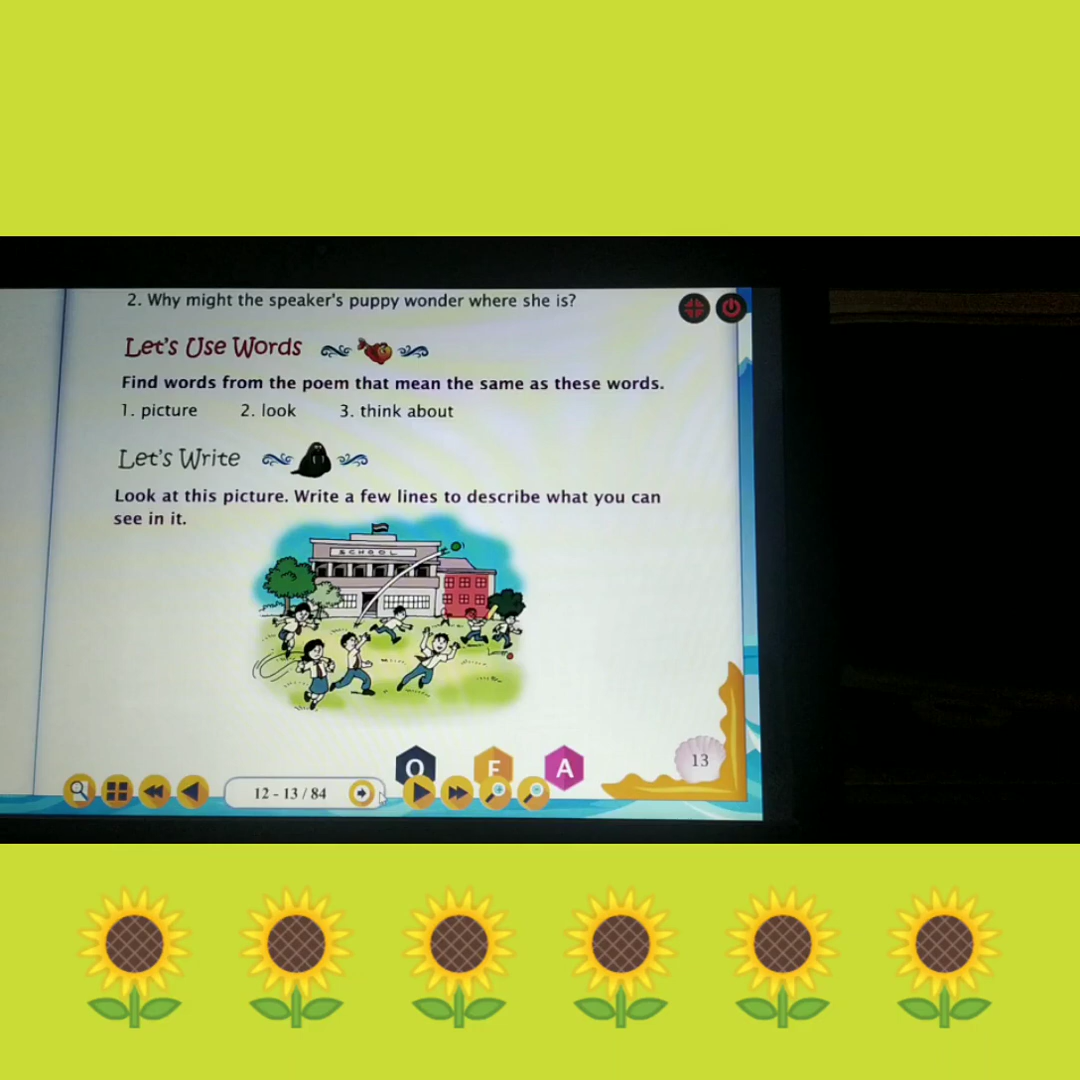 2. Why might the speaker's puppy wonder where she is?
Let's Use Words
Find words from the poem that mean the same as these words.
1. picture 2. look 3. think about
Let's Write
Look at this picture. Write a few lines to describe what you can
see in it.
SCHOOL
Q E A
13
12 - 13 / 84